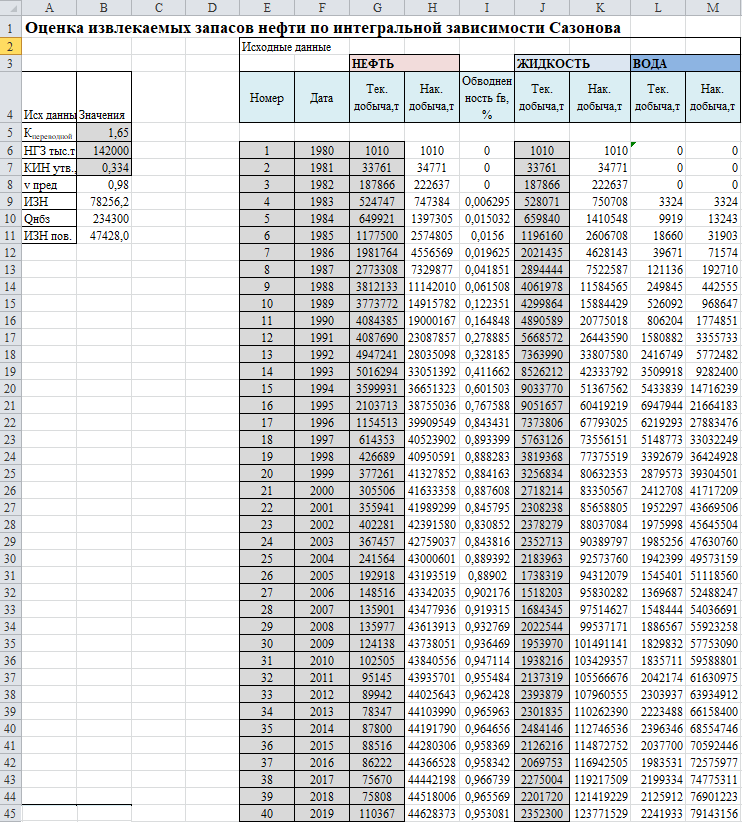 A B C D E F G H I J K L M
1 Оценка извлекаемых запасов нефти по интегральной зависимости Сазонова
2 Исходные данные
3 НЕФТЬ ЖИДКОСТЬ ВОДА
4 Исх данны Значения Номер Дата Тек. добыча,т Нак. добыча,т Обводнен ность fв, % Тек. добыча,т Нак. добыча,т Тек. добыча,т Нак. добыча,т
5 Кпереводной 1,65
6 НГЗ тыс.т 142000 1 1980 1010 1010 0 1010 1010 0 0
7 КИН утв., 0,334 2 1981 33761 34771 0 33761 34771 0 0
8 ν пред 0,98 3 1982 187866 222637 0 187866 222637 0 0
9 ИЗН 78256,2 4 1983 524747 747384 0,006295 528071 750708 3324 3324
10 Qнбз 234300 5 1984 649921 1397305 0,015032 659840 1410548 9919 13243
11 ИЗН пов. 47428,0 6 1985 1177500 2574805 0,0156 1196160 2606708 18660 31903
12 7 1986 1981764 4556569 0,019625 2021435 4628143 39671 71574
13 8 1987 2773308 7329877 0,041851 2894444 7522587 121136 192710
14 9 1988 3812133 11142010 0,061508 4061978 11584565 249845 442555
15 10 1989 3773772 14915782 0,122351 4299864 15884429 526092 968647
16 11 1990 4084385 19000167 0,164848 4890589 20775018 806204 1774851
17 12 1991 4087690 23087857 0,278885 5668572 26443590 1580882 3355733
18 13 1992 4947241 28035098 0,328185 7363990 33807580 2416749 5772482
19 14 1993 5016294 33051392 0,411662 8526212 42333792 3509918 9282400
20 15 1994 3599931 36651323 0,601503 9033770 51367562 5433839 14716239
21 16 1995 2103713 38755036 0,767588 9051657 60419219 6947944 21664183
22 17 1996 1154513 39909549 0,843431 7373806 67793025 6219293 27883476
23 18 1997 614353 40523902 0,893399 5763126 73556151 5148773 33032249
24 19 1998 426689 40950591 0,888283 3819368 77375519 3392679 36424928
25 20 1999 377261 41327852 0,884163 3256834 80632353 2879573 39304501
26 21 2000 305506 41633358 0,887608 2718214 83350567 2412708 41717209
27 22 2001 355941 41989299 0,845795 2308238 85658805 1952297 43669506
28 23 2002 402281 42391580 0,830852 2378279 88037084 1975998 45645504
29 24 2003 367457 42759037 0,843816 2352713 90389797 1985256 47630760
30 25 2004 241564 43000601 0,889392 2183963 92573760 1942399 49573159
31 26 2005 192918 43193519 0,88902 1738319 94312079 1545401 51118560
32 27 2006 148516 43342035 0,902176 1518203 95830282 1369687 52488247
33 28 2007 135901 43477936 0,919315 1684345 97514627 1548444 54036691
34 29 2008 135977 43613913 0,932769 2022544 99537171 1886567 55923258
35 30 2009 124138 43738051 0,936469 1953970 101491141 1829832 57753090
36 31 2010 102505 43840556 0,947114 1938216 103429357 1835711 59588801
37 32 2011 95145 43935701 0,955484 2137319 105566676 2042174 61630975
38 33 2012 89942 44025643 0,962428 2393879 107960555 2303937 63934912
39 34 2013 78347 44103990 0,965963 2301835 110262390 2223488 66158400
40 35 2014 87800 44191790 0,964656 2484146 112746536 2396346 68554746
41 36 2015 88516 44280306 0,958369 2126216 114872752 2037700 70592446
42 37 2016 86222 44366528 0,958342 2069753 116942505 1983531 72575977
43 38 2017 75670 44442198 0,966739 2275004 119217509 2199334 74775311
44 39 2018 75808 44518006 0,965569 2201720 121419229 2125912 76901223
45 40 2019 110367 44628373 0,953081 2352300 123771529 2241933 79143156